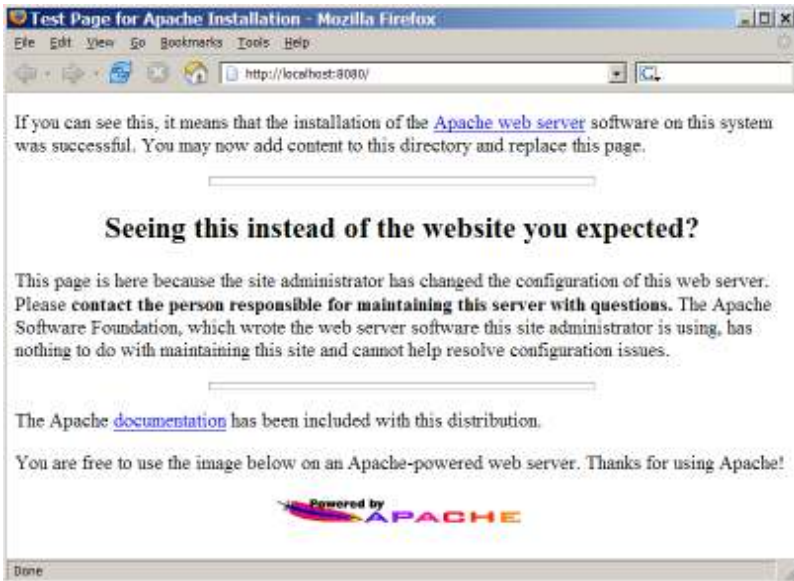 Test Page for Apache Installation - Mozilla Firefox
File Edit View Go Bookmarks Tools Help
http://localhost:8080/
If you can see this, it means that the installation of the Apache web server software on this system
was successful. You may now add content to this directory and replace this page.
Seeing this instead of the website you expected?
This page is here because the site administrator has changed the configuration of this web server.
Please contact the person responsible for maintaining this server with questions. The Apache
Software Foundation, which wrote the web server software this site administrator is using, has
nothing to do with maintaining this site and cannot help resolve configuration issues.
The Apache documentation has been included with this distribution.
You are free to use the image below on an Apache-powered web server. Thanks for using Apache!
Powered by
APACHE
Done